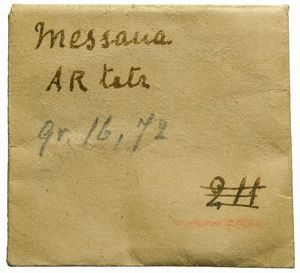 Messana
AR tetr
gr. 16,72
211